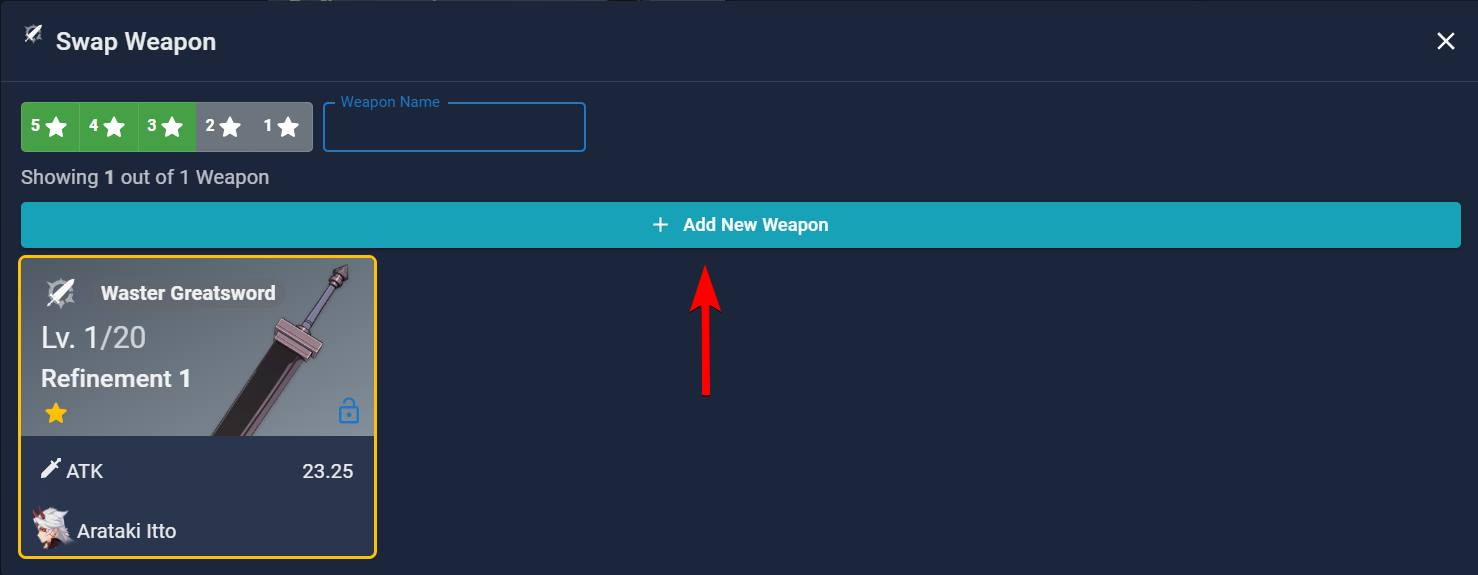 Swap Weapon
5 4 3 2 1
Weapon Name
Showing 1 out of 1 Weapon
+ Add New Weapon
Waster Greatsword
Lv. 1/20
Refinement 1
ATK 23.25
Arataki Itto